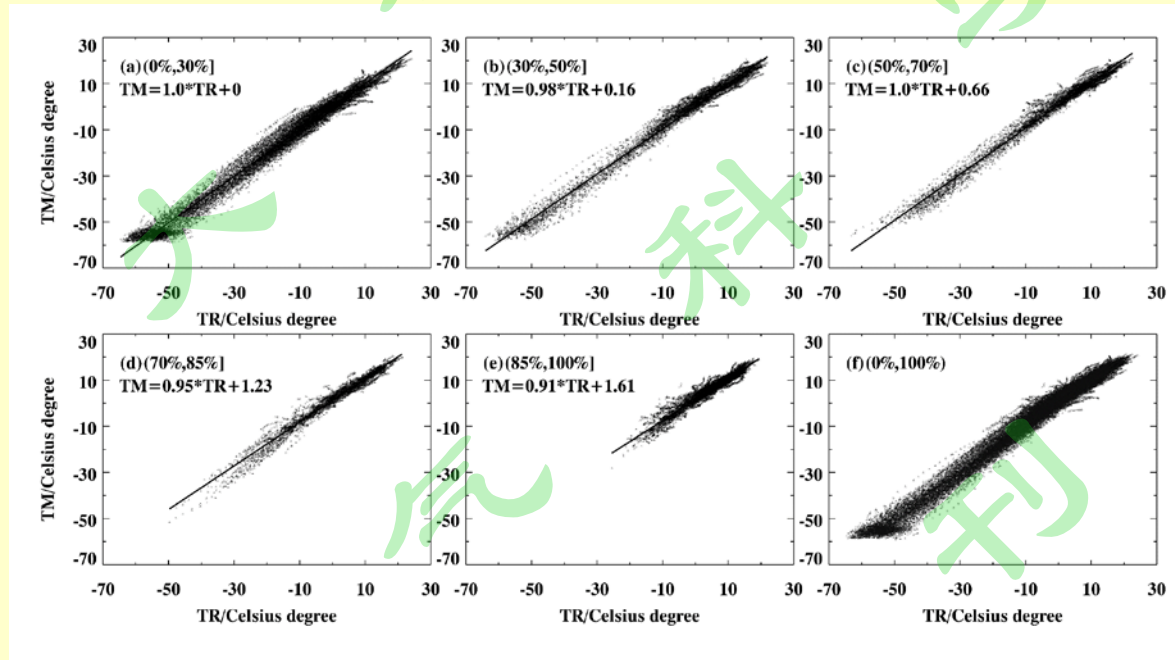 (a)(0%,30%]
TM=1.0*TR+0
(b)(30%,50%]
TM=0.98*TR+0.16
(c)(50%,70%]
TM=1.0*TR+0.66
TM/Celsius degree
30
10
-10
-30
-50
-70
30
10
-10
-30
-50
-70
30
10
-10
-30
-50
-70
-70 -50 -30 -10 10 30
-70 -50 -30 -10 10 30
-70 -50 -30 -10 10 30
TR/Celsius degree
TR/Celsius degree
TR/Celsius degree
(d)(70%,85%]
TM=0.95*TR+1.23
(e)(85%,100%]
TM=0.91*TR+1.61
(f)(0%,100%)
TM/Celsius degree
30
10
-10
-30
-50
-70
30
10
-10
-30
-50
-70
30
10
-10
-30
-50
-70
-70 -50 -30 -10 10 30
-70 -50 -30 -10 10 30
-70 -50 -30 -10 10 30
TR/Celsius degree
TR/Celsius degree
TR/Celsius degree
大
气
科
刊